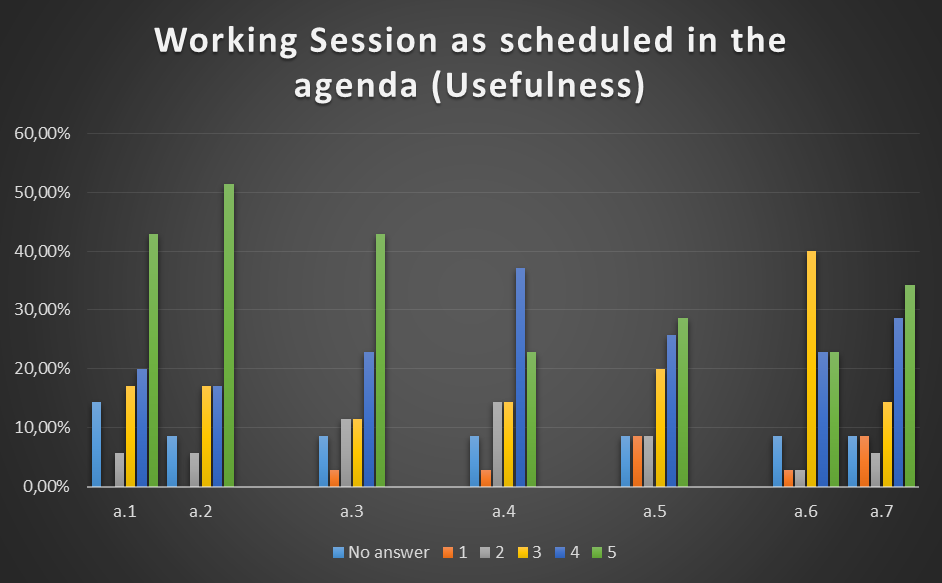 Working Session as scheduled in the
agenda (Usefulness)
60,00%
50,00%
40,00%
30,00%
20,00%
10,00%
0,00%
a.1 a.2 a.3 a.4 a.5 a.6 a.7
No answer 1 2 3 4 5